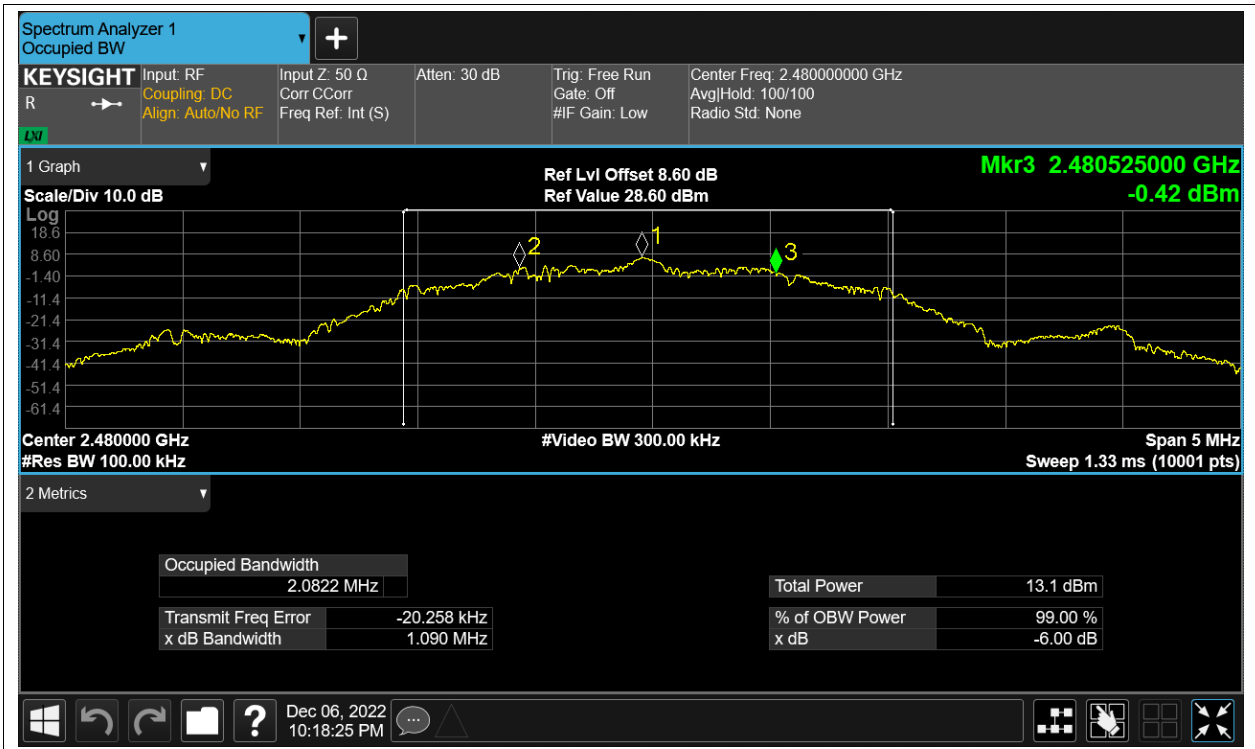 Spectrum Analyzer 1
Occupied BW
KEYSIGHT
R
LXI
Input: RF
Coupling: DC
Align: Auto/No RF
Input Z: 50 Ω
Corr CCorr
Freq Ref: Int (S)
Atten: 30 dB
Trig: Free Run
Gate: Off
#IF Gain: Low
Center Freq: 2.480000000 GHz
Avg|Hold: 100/100
Radio Std: None
1 Graph
Scale/Div 10.0 dB
Ref Lvl Offset 8.60 dB
Ref Value 28.60 dBm
Mkr3 2.480525000 GHz
-0.42 dBm
Log
18.6
8.60
-1.40
-11.4
-21.4
-31.4
-41.4
-51.4
-61.4
2
1
3
Center 2.480000 GHz
#Video BW 300.00 kHz
Span 5 MHz
#Res BW 100.00 kHz
Sweep 1.33 ms (10001 pts)
2 Metrics
Occupied Bandwidth
2.0822 MHz
Total Power 13.1 dBm
Transmit Freq Error -20.258 kHz
% of OBW Power 99.00 %
x dB Bandwidth 1.090 MHz
x dB -6.00 dB
?
Dec 06, 2022
10:18:25 PM